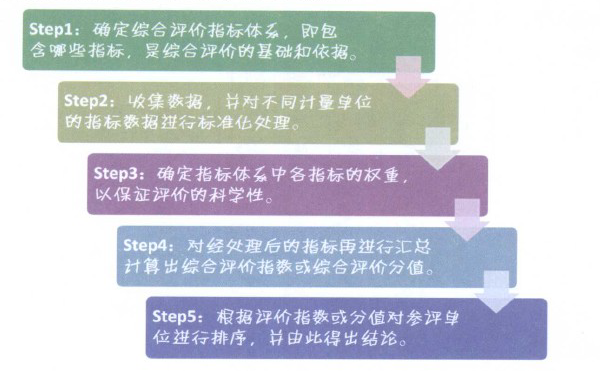 Step1：确定综合评价指标体系，即包
含哪些指标，是综合评价的基础和依据。
Step2：收集数据，并对不同计量单位
的指标数据进行标准化处理。
Step3：确定指标体系中各指标的权重，
以保证评价的科学性。
Step4：对经处理后的指标再进行汇总
计算出综合评价指数或综合评价分值。
Step5：根据评价指数或分值对参评单
位进行排序，并由此得出结论。